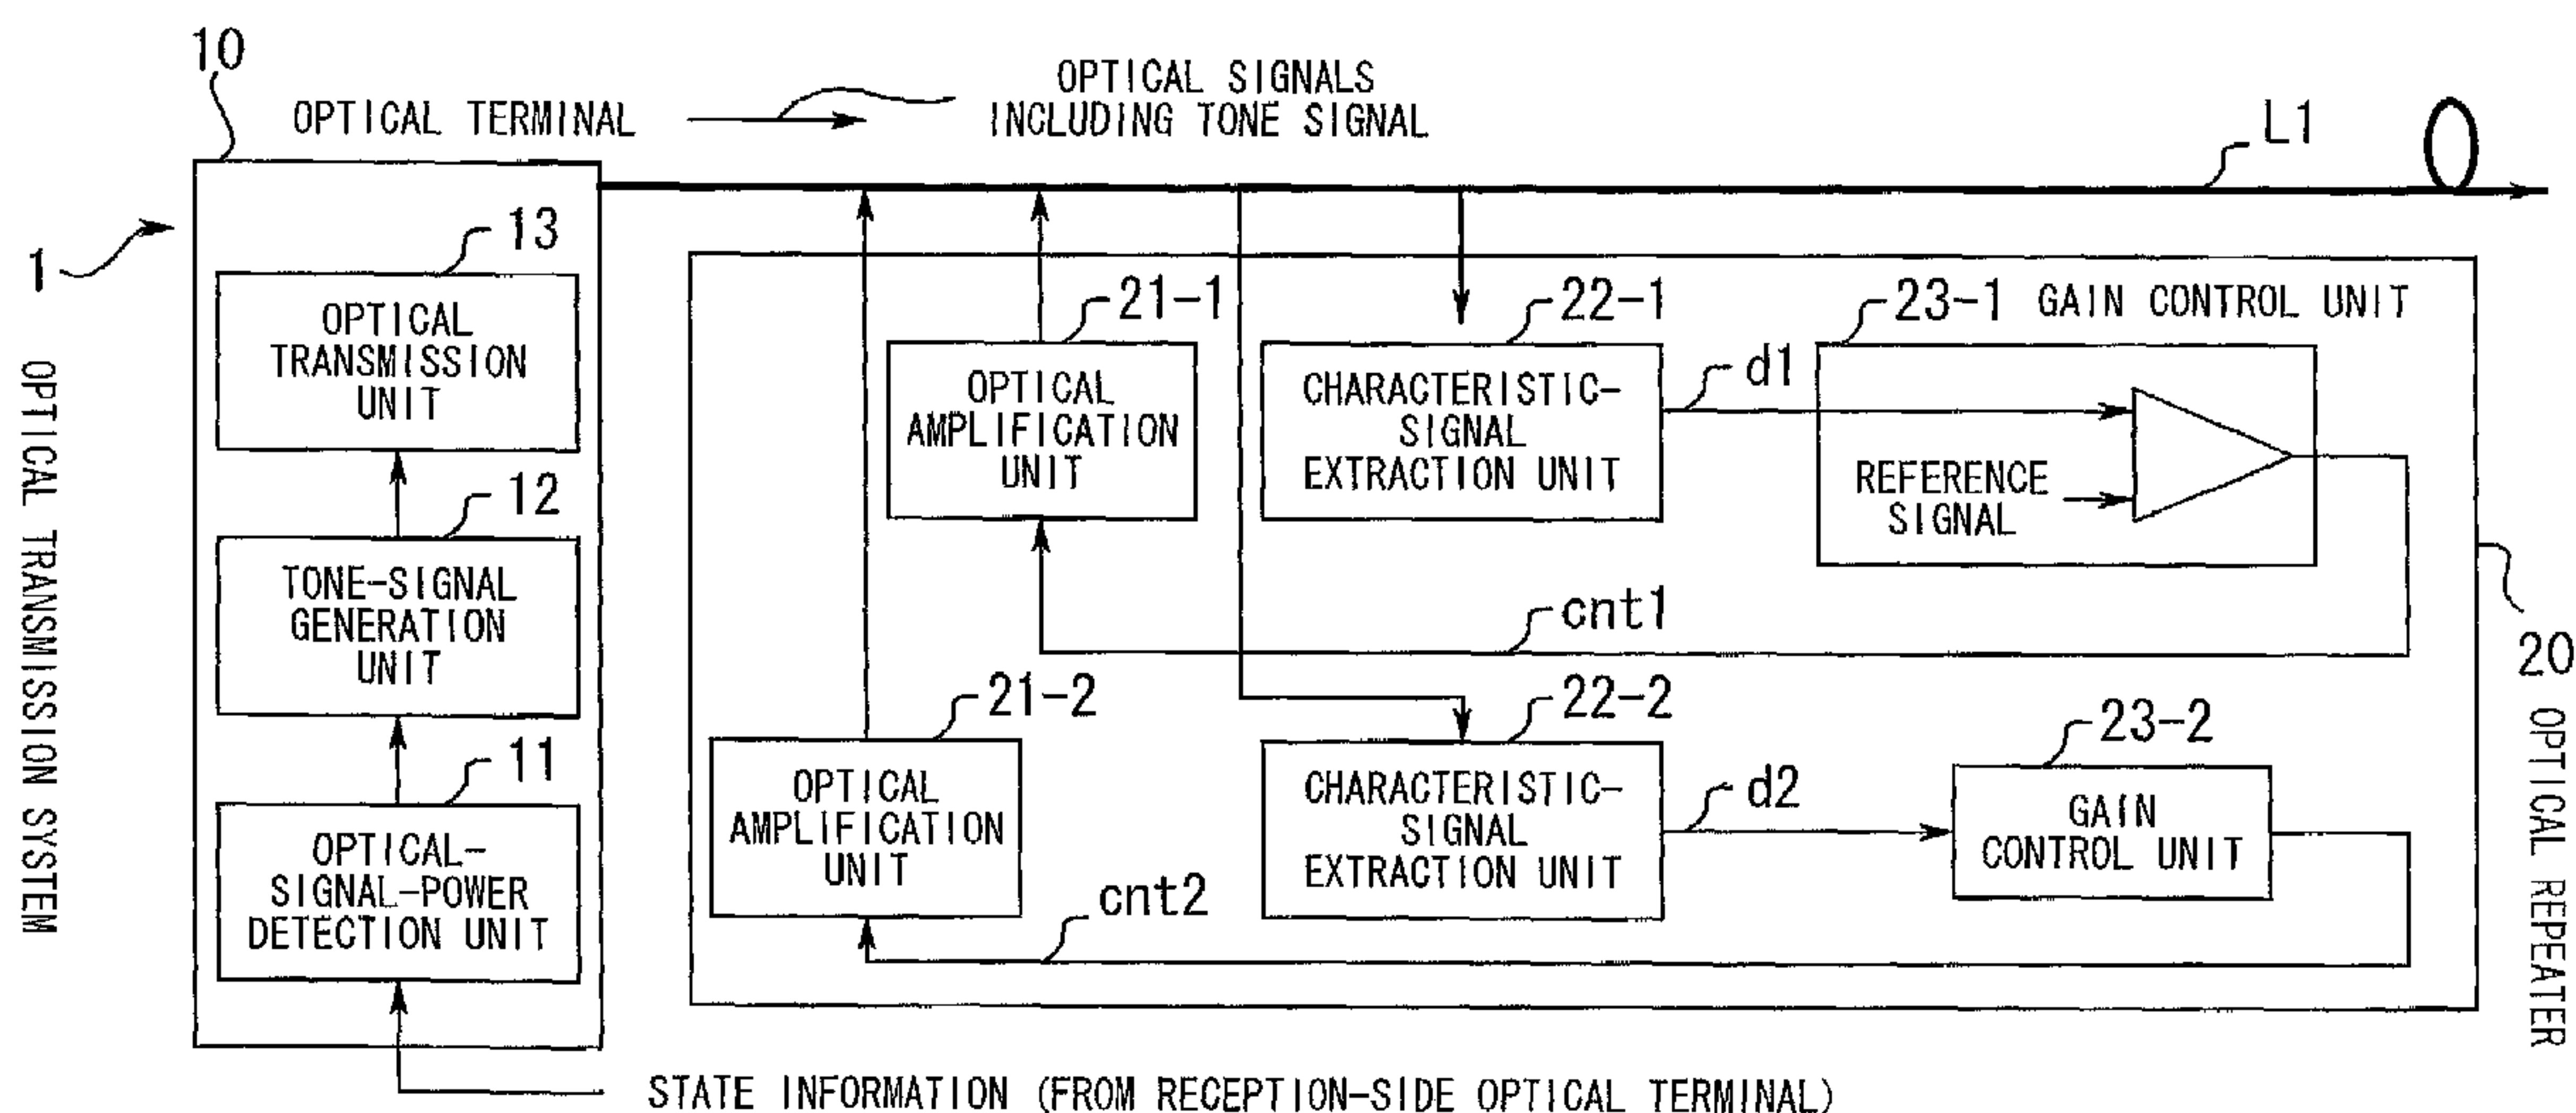 10
OPTICAL TERMINAL
OPTICAL SIGNALS
INCLUDING TONE SIGNAL
L1
1
OPTICAL TRANSMISSION SYSTEM
13
OPTICAL
TRANSMISSION
UNIT
12
TONE-SIGNAL
GENERATION
UNIT
11
OPTICAL-
SIGNAL-POWER
DETECTION UNIT
21-1
OPTICAL
AMPLIFICATION
UNIT
22-1
CHARACTERISTIC-
SIGNAL
EXTRACTION UNIT
d1
23-1 GAIN CONTROL UNIT
REFERENCE
SIGNAL
cnt1
20
OPTICAL REPEATER
21-2
OPTICAL
AMPLIFICATION
UNIT
cnt2
22-2
CHARACTERISTIC-
SIGNAL
EXTRACTION UNIT
d2
23-2
GAIN
CONTROL UNIT
STATE INFORMATION (FROM RECEPTION-SIDE OPTICAL TERMINAL)